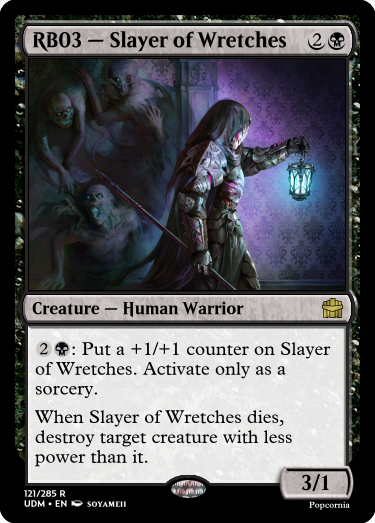 RB03 — Slayer of Wretches 2
Creature — Human Warrior
2 : Put a +1/+1 counter on Slayer
of Wretches. Activate only as a
sorcery.
When Slayer of Wretches dies,
destroy target creature with less
power than it.
3/1
121/285 R
UDM • EN SOYAMEII
Popcornia